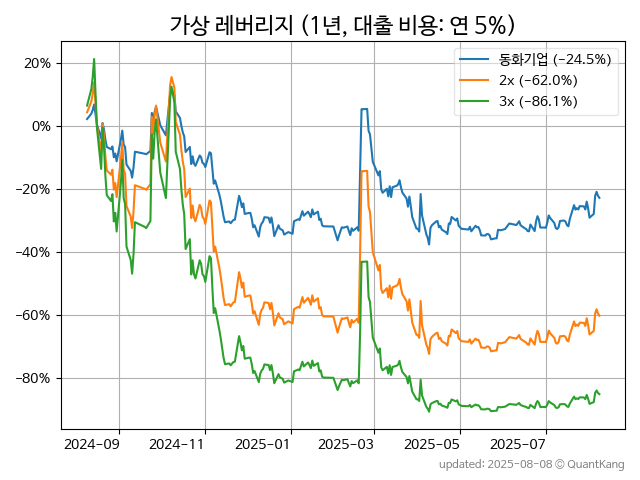 가상 레버리지 (1년, 대출 비용: 연 5%)
동화기업 (−24.5%)
2x (−62.0%)
3x (−86.1%)
20%
0%
−20%
−40%
−60%
−80%
2024-09 2024-11 2025-01 2025-03 2025-05 2025-07
updated: 2025-08-08 © QuantKang